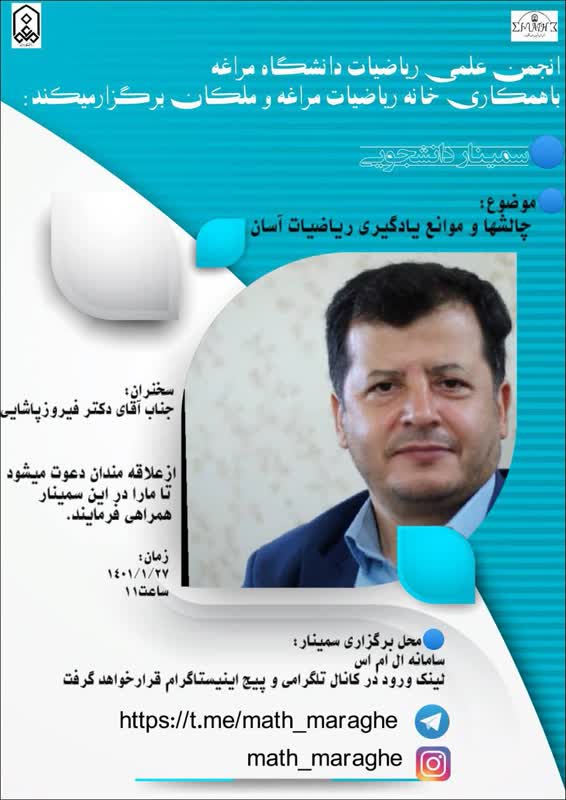 انجمن علمی ریاضیات دانشگاه مراغه
باهمکاری خانه ریاضیات مراغه و ملکان برگزارمیکند:
سمینار دانشجویی
موضوع:
چالشها و موانع یادگیری ریاضیات آسان
سخنران:
جناب آقای دکتر فیروزپاشایی
ازعلاقه مندان دعوت میشود
تا مارا در این سمینار
همراهی فرمایند.
زمان:
۱۴۰۱/۱/۲۷
ساعت۱۱
محل برگزاری سمینار:
سامانه ال ام اس
لینک ورود در کانال تلگرامی و پیج اینیستاگرام قرارخواهد گرفت
https://t.me/math_maraghe
math_maraghe